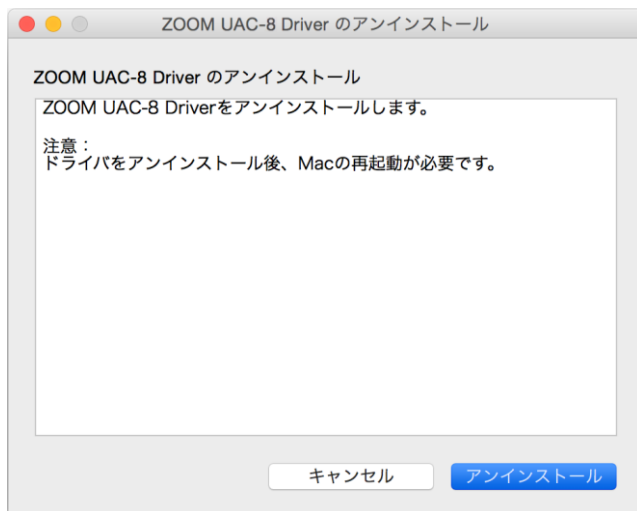 ZOOM UAC-8 Driver のアンインストール
ZOOM UAC-8 Driver のアンインストール
ZOOM UAC-8 Driverをアンインストールします。
注意：
ドライバをアンインストール後、Macの再起動が必要です。
キャンセル
アンインストール